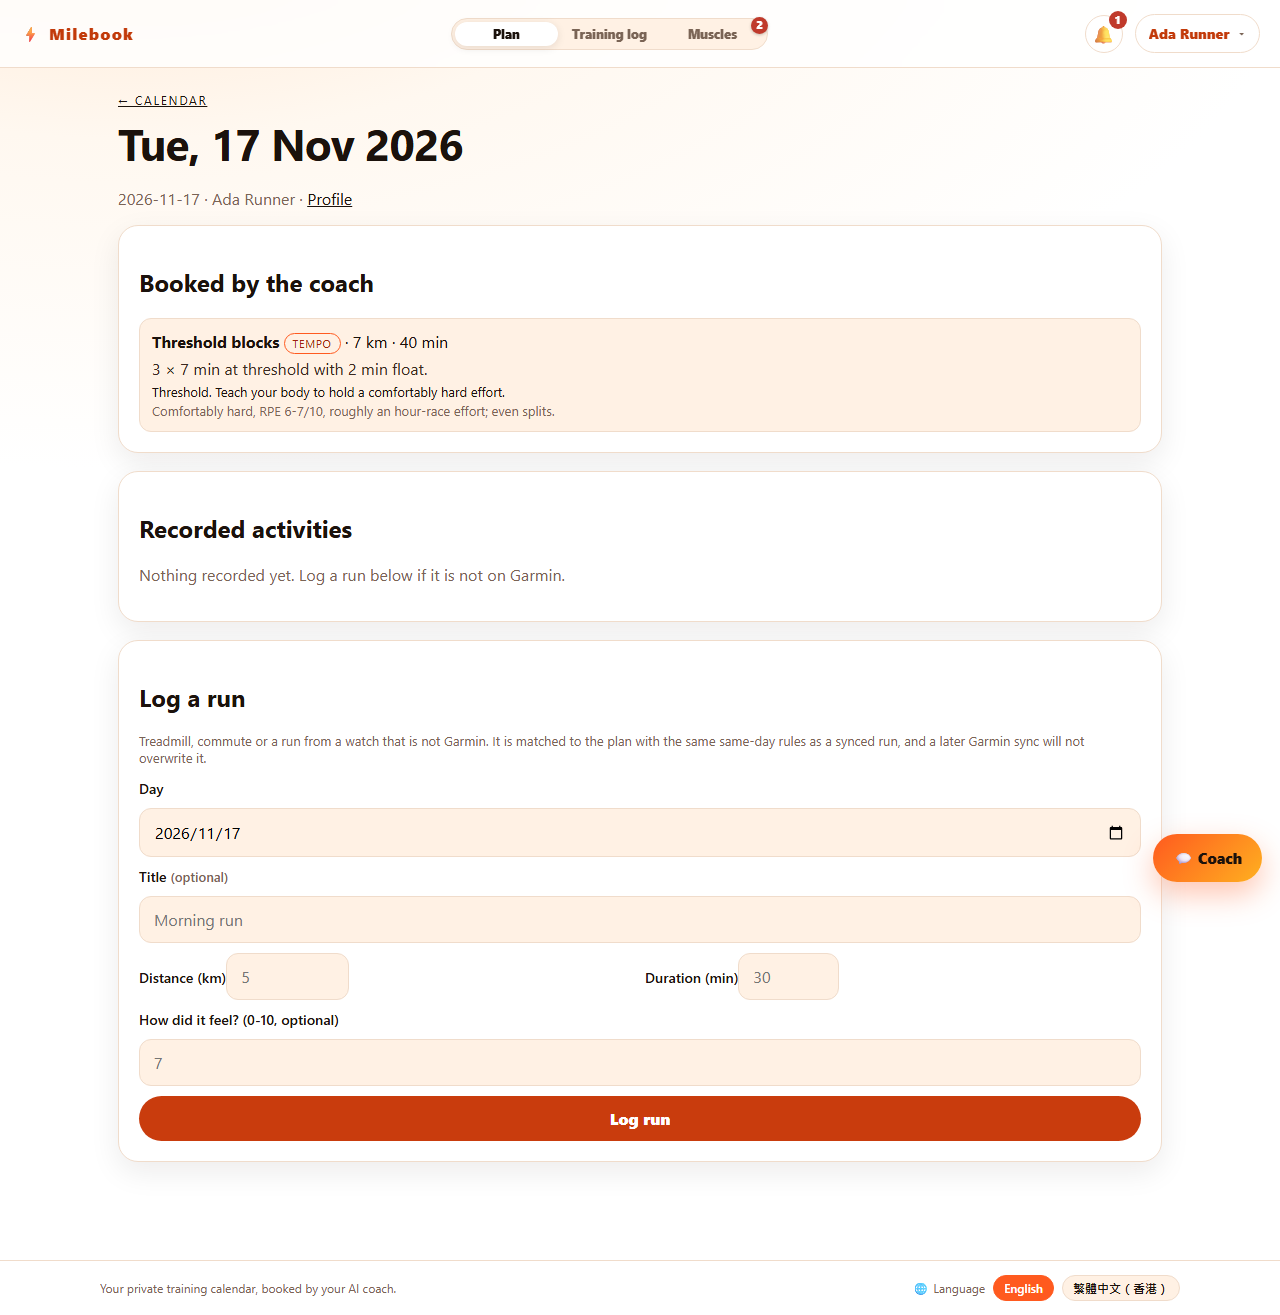 Milebook
Plan
Training log
Muscles
2
1
Ada Runner
← CALENDAR
Tue, 17 Nov 2026
2026-11-17 · Ada Runner · Profile
Booked by the coach
Threshold blocks TEMPO · 7 km · 40 min
3 × 7 min at threshold with 2 min float.
Threshold. Teach your body to hold a comfortably hard effort.
Comfortably hard, RPE 6-7/10, roughly an hour-race effort; even splits.
Recorded activities
Nothing recorded yet. Log a run below if it is not on Garmin.
Log a run
Treadmill, commute or a run from a watch that is not Garmin. It is matched to the plan with the same same-day rules as a synced run, and a later Garmin sync will not
overwrite it.
Day
2026/11/17
Coach
Title (optional)
Morning run
Distance (km) 5
Duration (min) 30
How did it feel? (0-10, optional)
7
Log run
Your private training calendar, booked by your AI coach.
Language
English
繁體中文（香港）